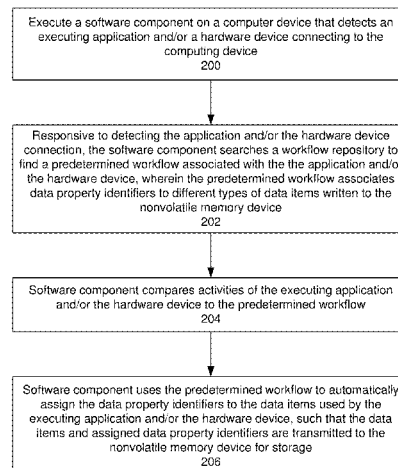 Execute a software component on a computer device that detects an
executing application and/or a hardware device connecting to the
computing device
200
Responsive to detecting the application and/or the hardware device
connection, the software component searches a workflow repository to
find a predetermined workflow associated with the the application and/or
the hardware device, wherein the predetermined workflow associates
data property identifiers to different types of data items written to the
nonvolatile memory device
202
Software component compares activities of the executing application
and/or the hardware device to the predetermined workflow
204
Software component uses the predetermined workflow to automatically
assign the data property identifiers to the data items used by the
executing application and/or the hardware device, such that the data
items and assigned data property identifiers are transmitted to the
nonvolatile memory device for storage
206